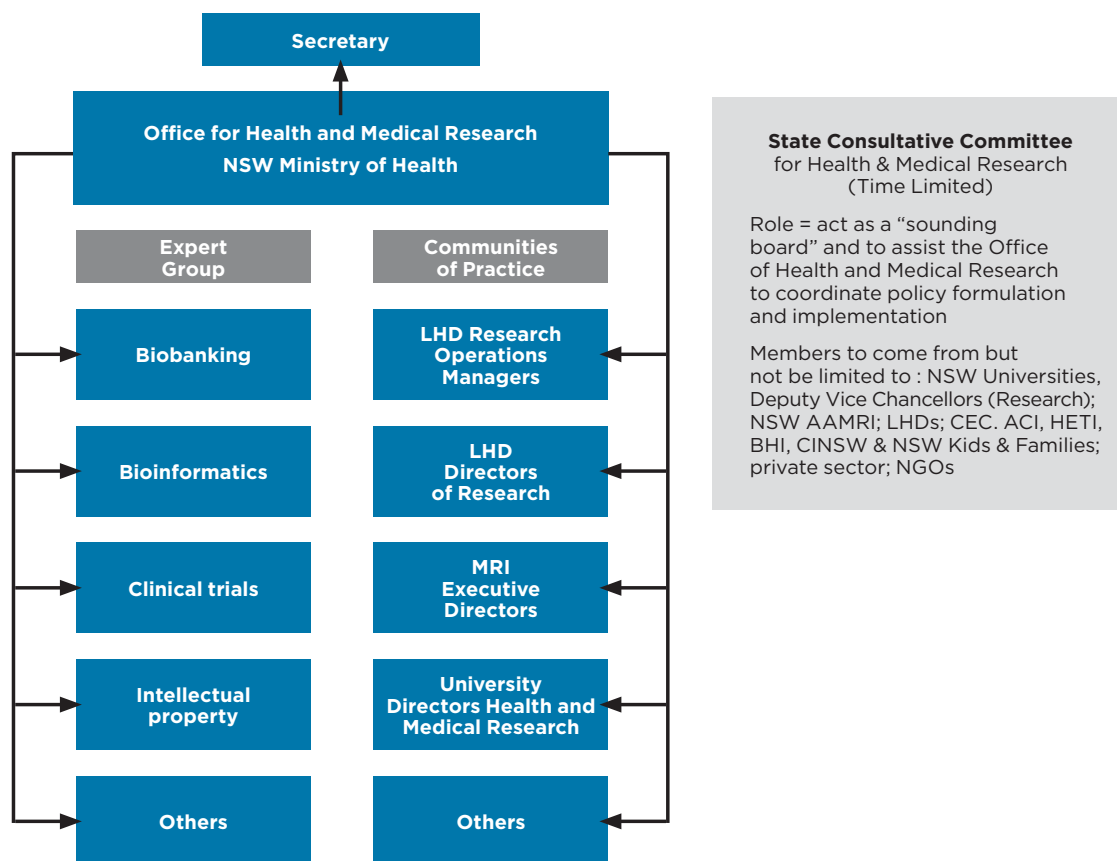 Secretary
Office for Health and Medical Research
NSW Ministry of Health
Expert
Group
Biobanking
Bioinformatics
Clinical trials
Intellectual
property
Others
Communities
of Practice
LHD Research
Operations
Managers
LHD
Directors
of Research
MRI
Executive
Directors
University
Directors Health and
Medical Research
Others
State Consultative Committee
for Health & Medical Research
(Time Limited)
Role = act as a “sounding
board” and to assist the Office
of Health and Medical Research
to coordinate policy formulation
and implementation
Members to come from but
not be limited to : NSW Universities,
Deputy Vice Chancellors (Research);
NSW AAMRI; LHDs; CEC. ACI, HETI,
BHI, CINSW & NSW Kids & Families;
private sector; NGOs